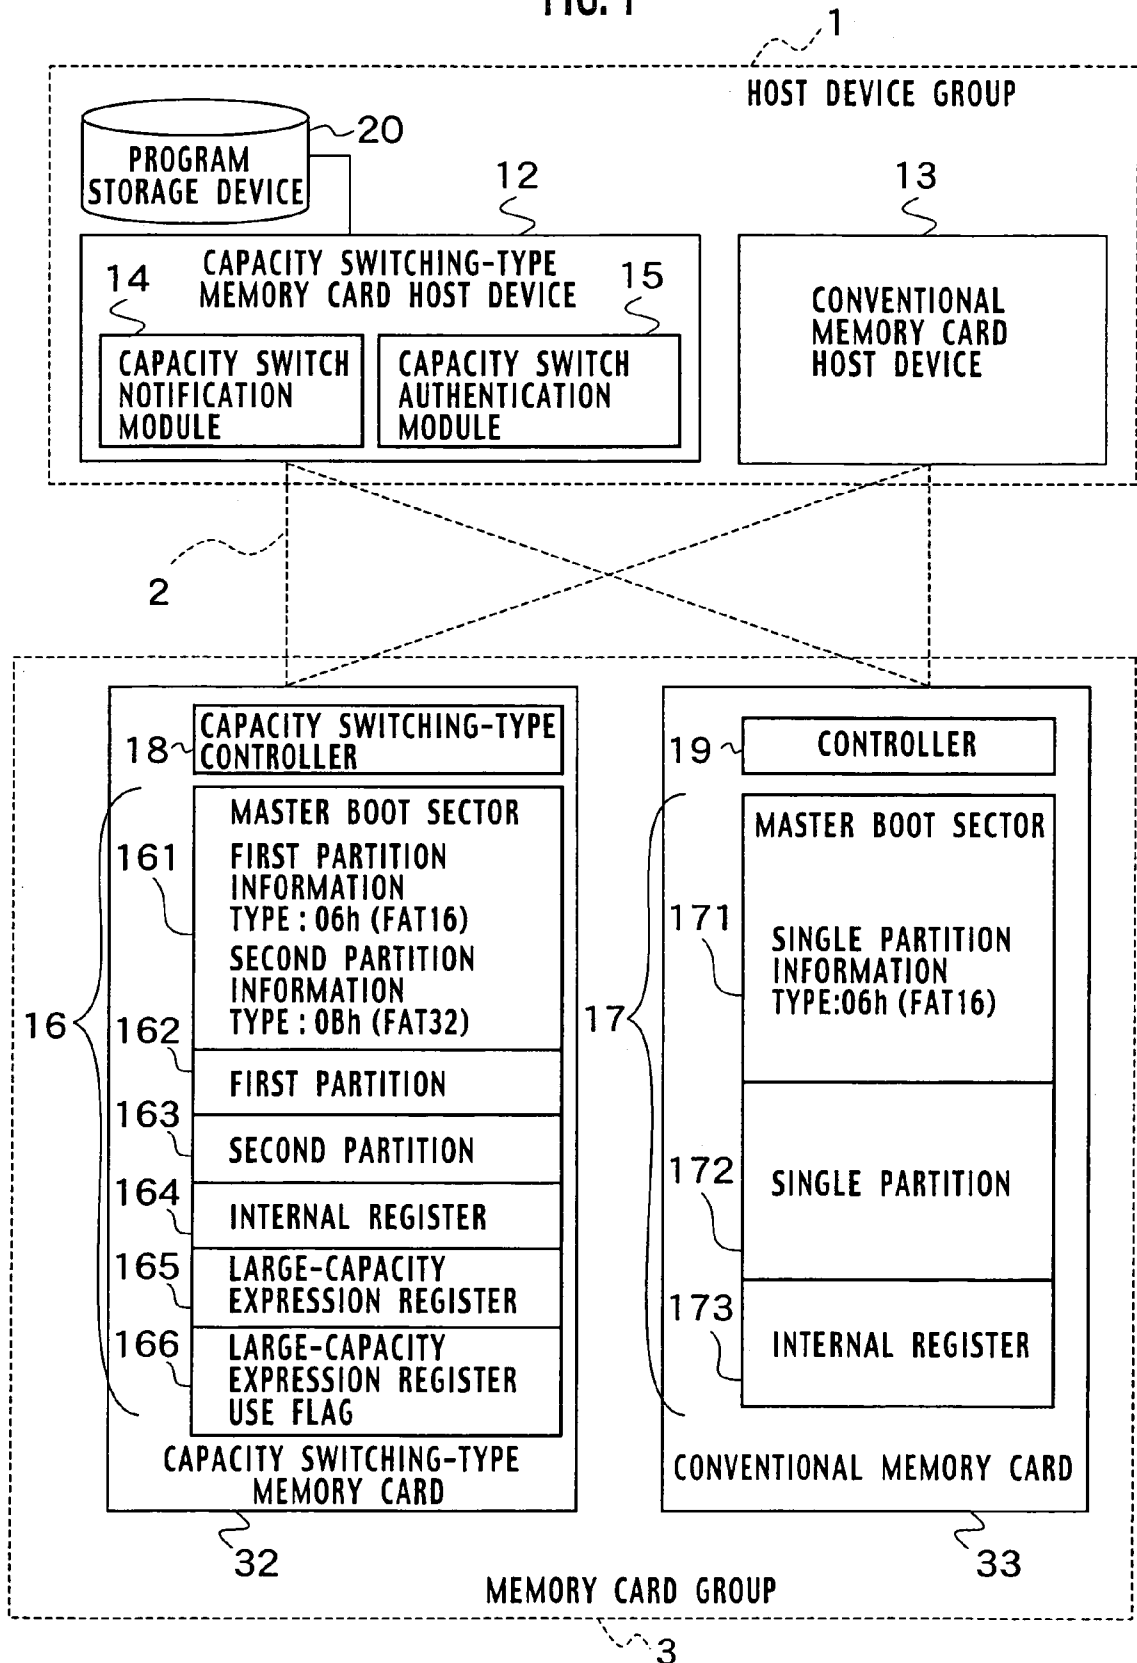 FIG. 1
1
HOST DEVICE GROUP
20
PROGRAM
STORAGE DEVICE
12
13
CAPACITY SWITCHING-TYPE
MEMORY CARD HOST DEVICE
14
15
CAPACITY SWITCH
NOTIFICATION
MODULE
CAPACITY SWITCH
AUTHENTICATION
MODULE
CONVENTIONAL
MEMORY CARD
HOST DEVICE
2
18
CAPACITY SWITCHING-TYPE
CONTROLLER
16
161
MASTER BOOT SECTOR
FIRST PARTITION
INFORMATION
TYPE : 06h (FAT16)
SECOND PARTITION
INFORMATION
TYPE : 0Bh (FAT32)
162
FIRST PARTITION
163
SECOND PARTITION
164
INTERNAL REGISTER
165
LARGE-CAPACITY
EXPRESSION REGISTER
166
LARGE-CAPACITY
EXPRESSION REGISTER
USE FLAG
CAPACITY SWITCHING-TYPE
MEMORY CARD
32
19
CONTROLLER
17
MASTER BOOT SECTOR
171
SINGLE PARTITION
INFORMATION
TYPE:06h (FAT16)
172
SINGLE PARTITION
173
INTERNAL REGISTER
CONVENTIONAL MEMORY CARD
33
MEMORY CARD GROUP
3